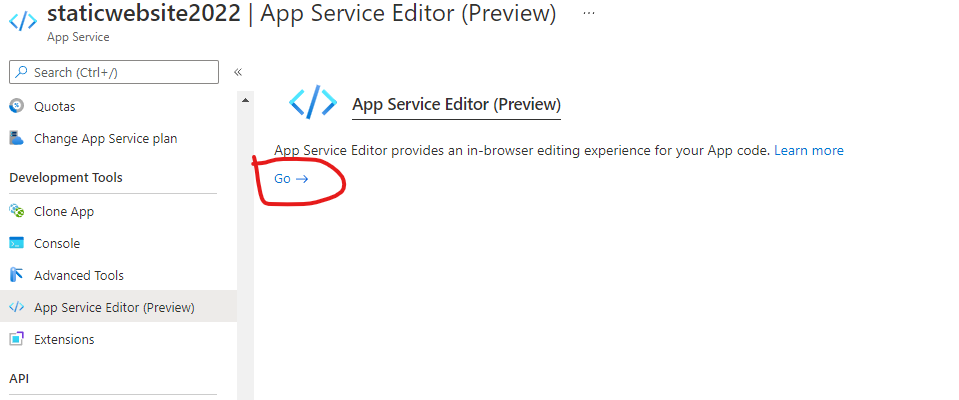 staticwebsite2022 | App Service Editor (Preview) ...
App Service
Search (Ctrl+/) «
Quotas
Change App Service plan
Development Tools
Clone App
Console
Advanced Tools
App Service Editor (Preview)
Extensions
API
App Service Editor (Preview)
App Service Editor provides an in-browser editing experience for your App code. Learn more
Go →